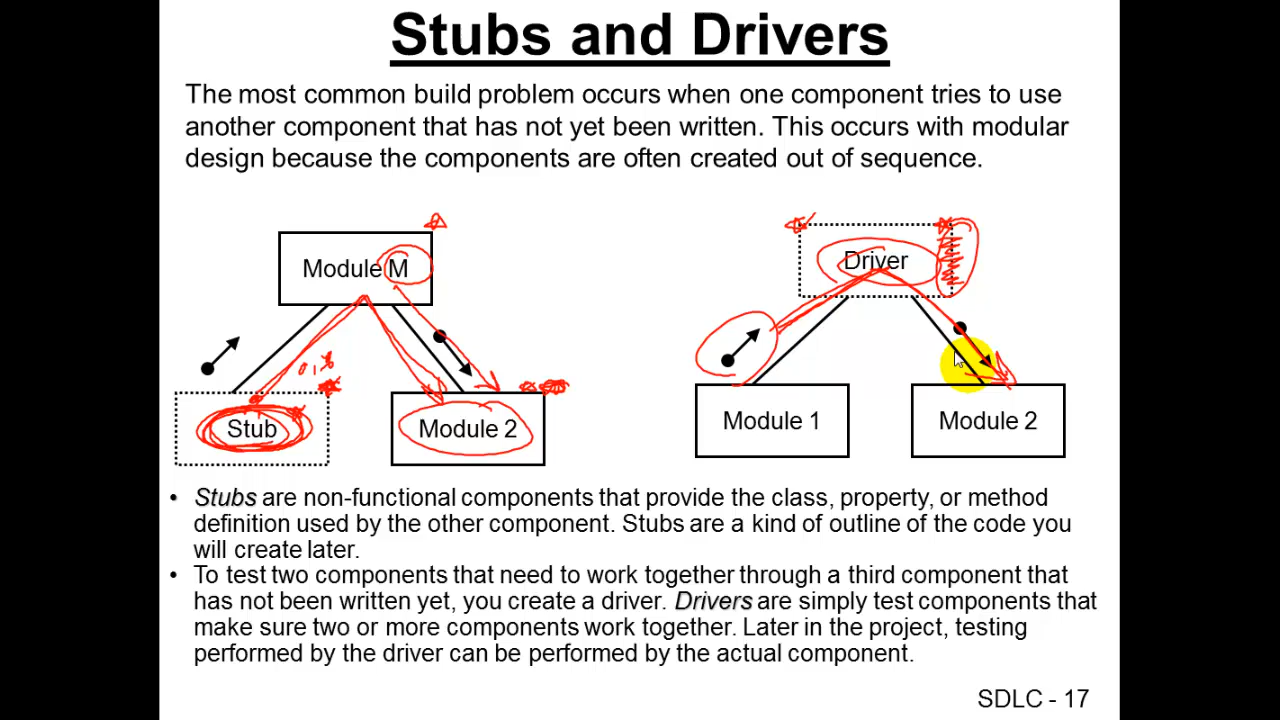 Stubs and Drivers
The most common build problem occurs when one component tries to use
another component that has not yet been written. This occurs with modular
design because the components are often created out of sequence.
Module M
Stub
Module 2
Driver
Module 1
Module 2
• Stubs are non-functional components that provide the class, property, or method
definition used by the other component. Stubs are a kind of outline of the code you
will create later.
• To test two components that need to work together through a third component that
has not been written yet, you create a driver. Drivers are simply test components that
make sure two or more components work together. Later in the project, testing
performed by the driver can be performed by the actual component.
SDLC - 17